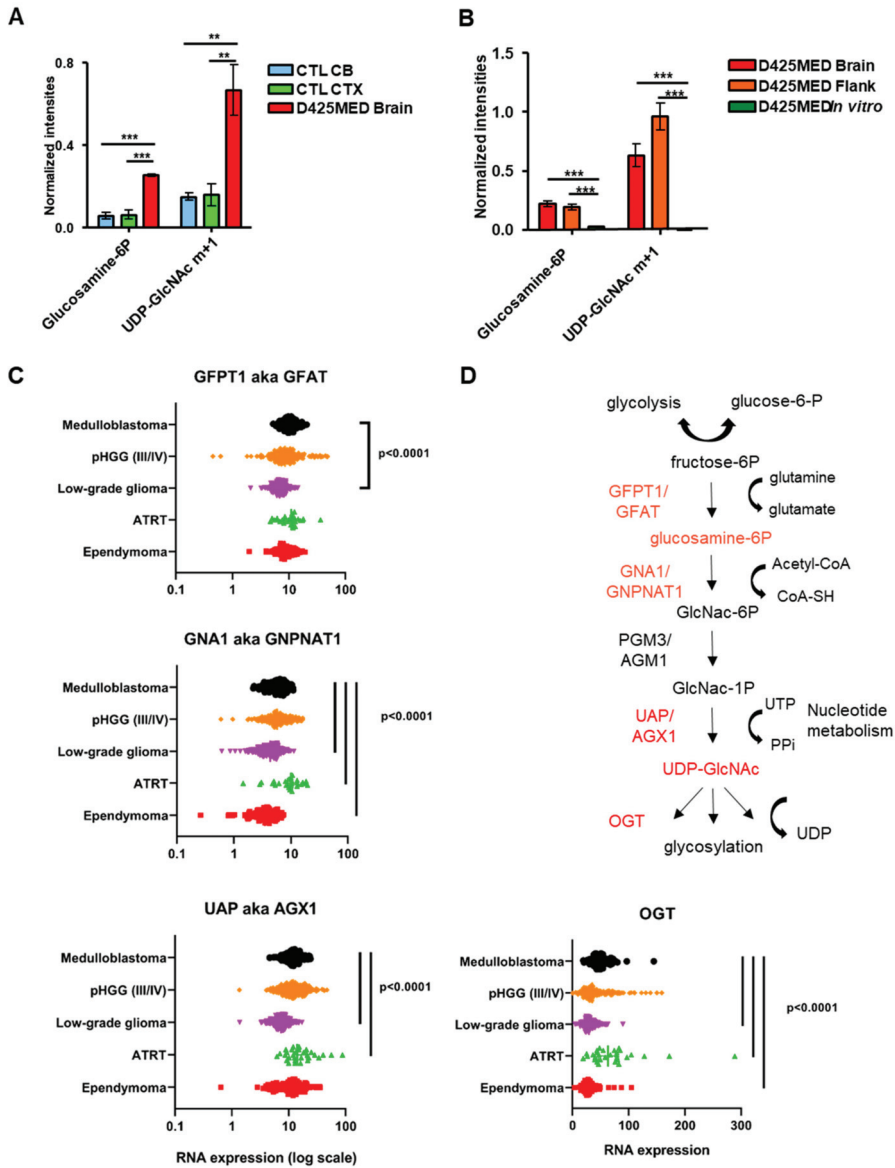 A
Normalized intensites
0.8
0.4
0.0
**
**
***
***
CTL CB
CTL CTX
D425MED Brain
Glucosamine-6P
UDP-GlcNAc m+1
B
Normalized intensities
1.5
1.0
0.5
0.0
***
***
***
***
D425MED Brain
D425MED Flank
D425MEDIn vitro
Glucosamine-6P
UDP-GlcNAc m+1
C
GFPT1 aka GFAT
Medulloblastoma
pHGG (III/IV)
Low-grade glioma
ATRT
Ependymoma
p<0.0001
0.1 1 10 100
GNA1 aka GNPNAT1
Medulloblastoma
pHGG (III/IV)
Low-grade glioma
ATRT
Ependymoma
p<0.0001
0.1 1 10 100
UAP aka AGX1
Medulloblastoma
pHGG (III/IV)
Low-grade glioma
ATRT
Ependymoma
p<0.0001
0.1 1 10 100
RNA expression (log scale)
D
glycolysis
glucose-6-P
fructose-6P
GFPT1/
GFAT
glutamine
glutamate
glucosamine-6P
GNA1/
GNPNAT1
Acetyl-CoA
CoA-SH
GlcNac-6P
PGM3/
AGM1
GlcNac-1P
UAP/
AGX1
UTP
PPi
Nucleotide
metabolism
UDP-GlcNAc
OGT
UDP
glycosylation
OGT
Medulloblastoma
pHGG (III/IV)
Low-grade glioma
ATRT
Ependymoma
p<0.0001
0 100 200 300
RNA expression